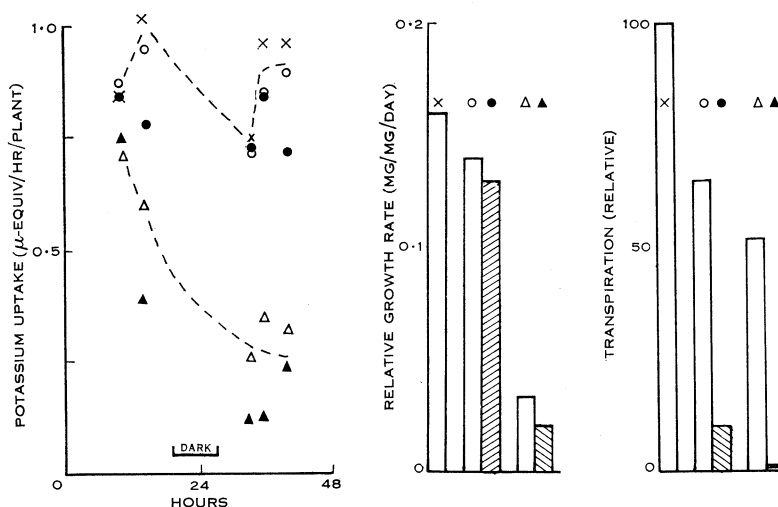 POTASSIUM UPTAKE (μ-EQUIV/HR/PLANT)
1·0
0·5
0
DARK
0 24 48
HOURS
RELATIVE GROWTH RATE (MG/MG/DAY)
0·2
0·1
0
TRANSPIRATION (RELATIVE)
100
50
0